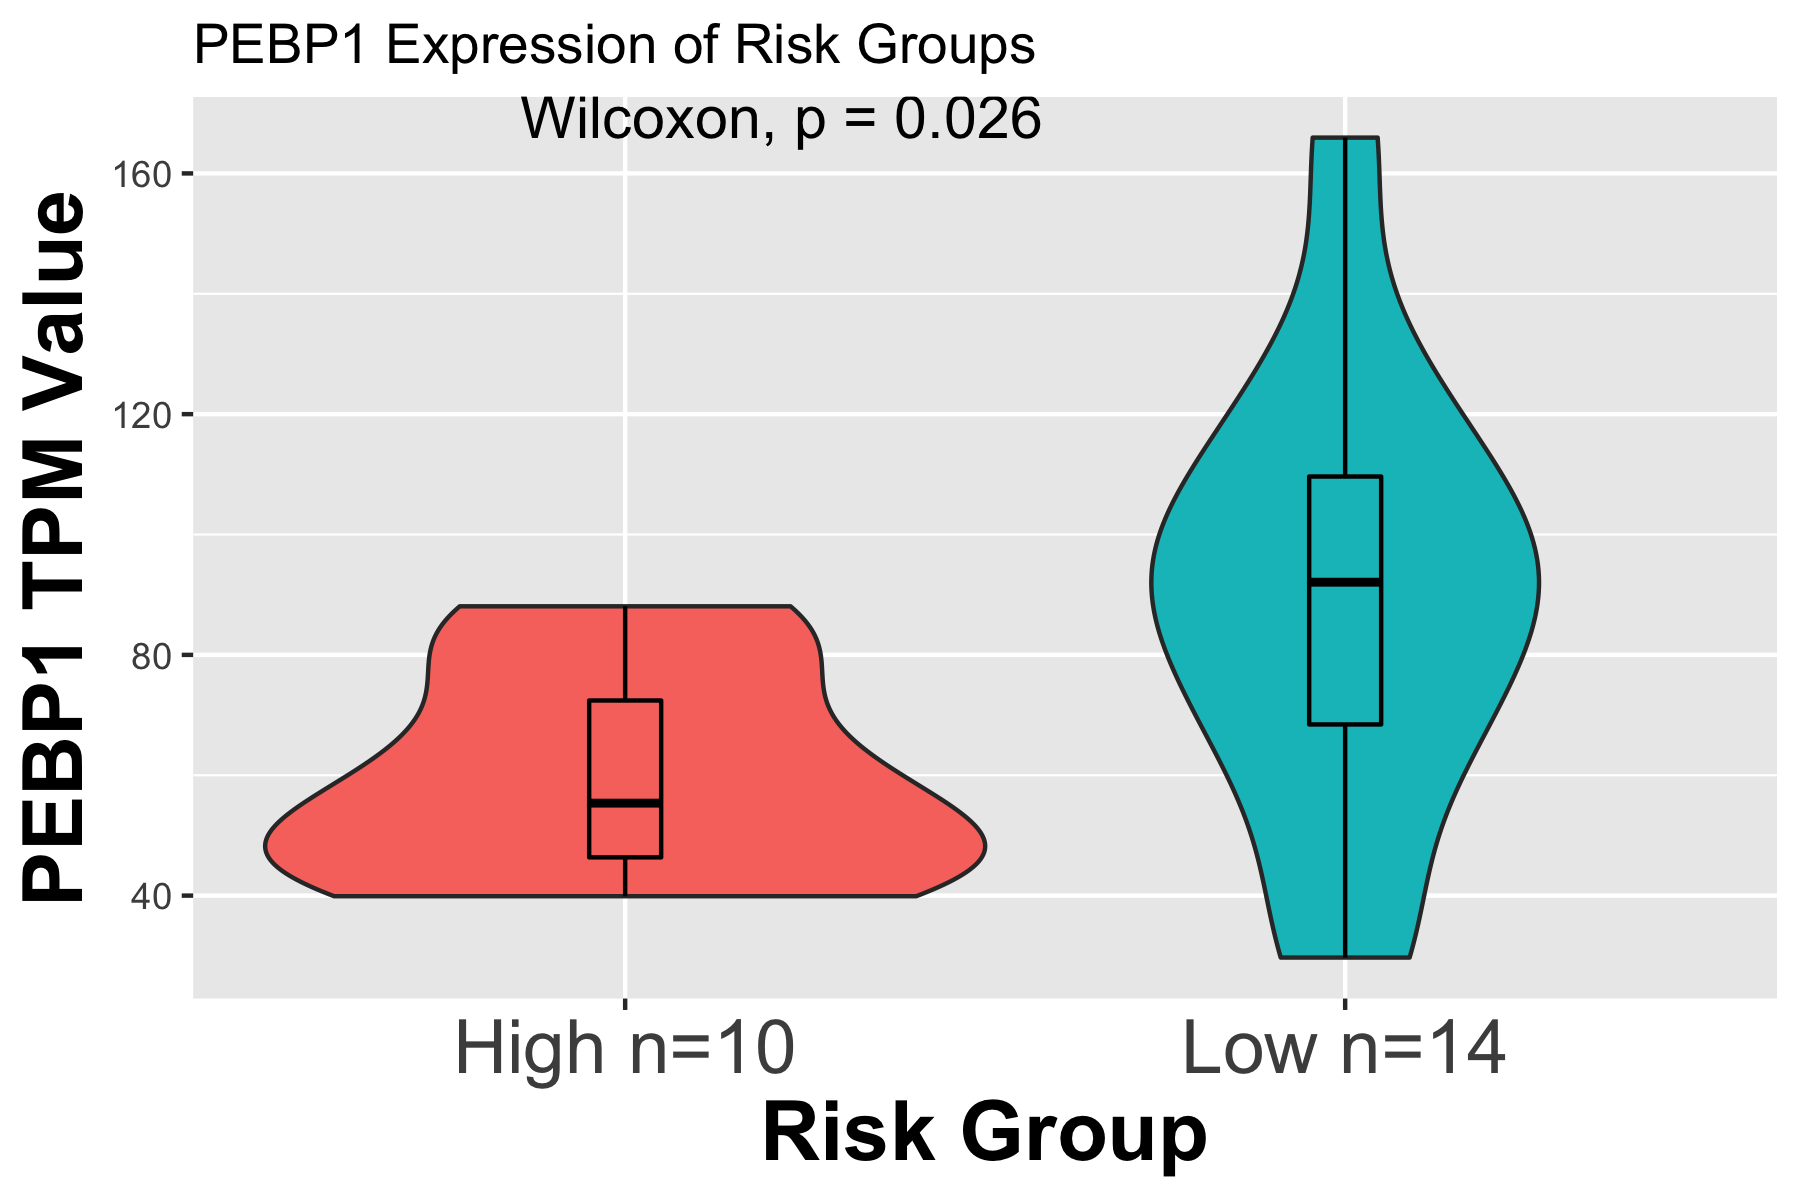 PEBP1 Expression of Risk Groups
Wilcoxon, p = 0.026
PEBP1 TPM Value
160
120
80
40
High n=10
Low n=14
Risk Group